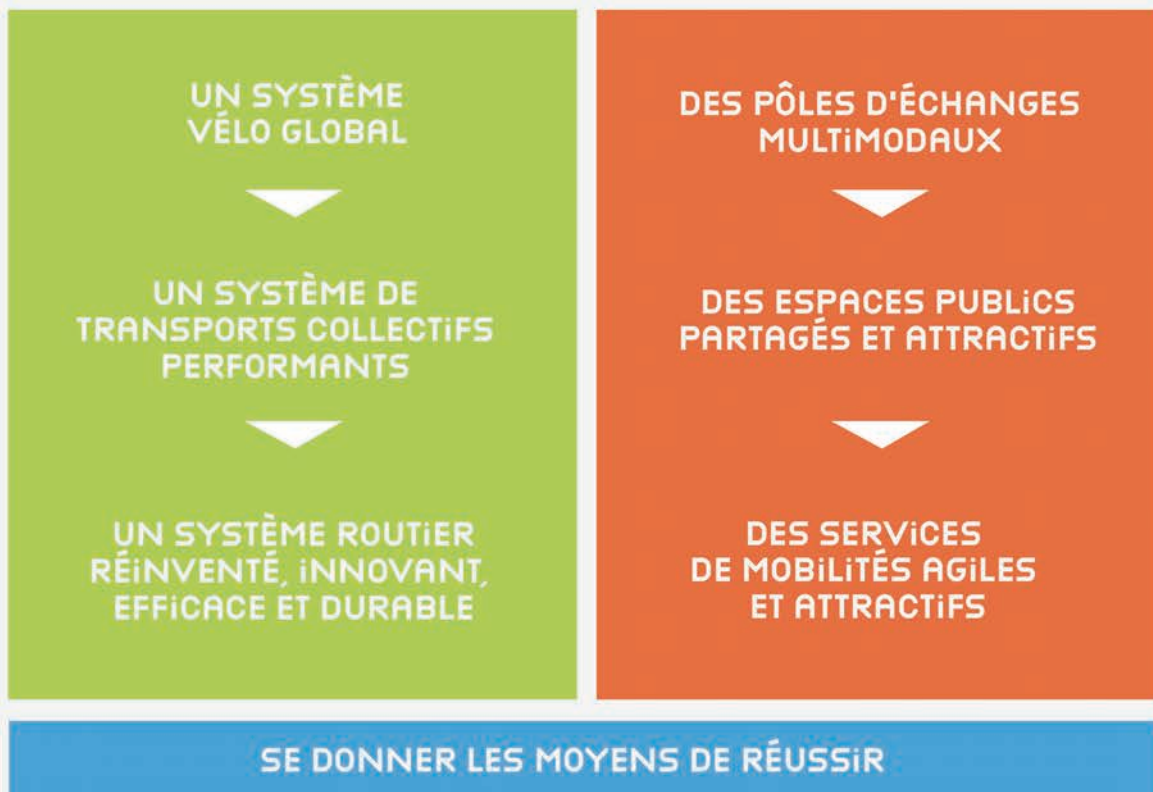 UN SYSTÈME
VÉLO GLOBAL
UN SYSTÈME DE
TRANSPORTS COLLECTiFS
PERFORMANTS
UN SYSTÈME ROUTiER
RÉiNVENTÉ, iNNOVANT,
EFFiCACE ET DURABLE
DES PÔLES D'ÉCHANGES
MULTiMODAUX
DES ESPACES PUBLiCS
PARTAGÉS ET ATTRACTiFS
DES SERViCES
DE MOBiLiTÉS AGiLES
ET ATTRACTiFS
SE DONNER LES MOYENS DE RÉUSSiR